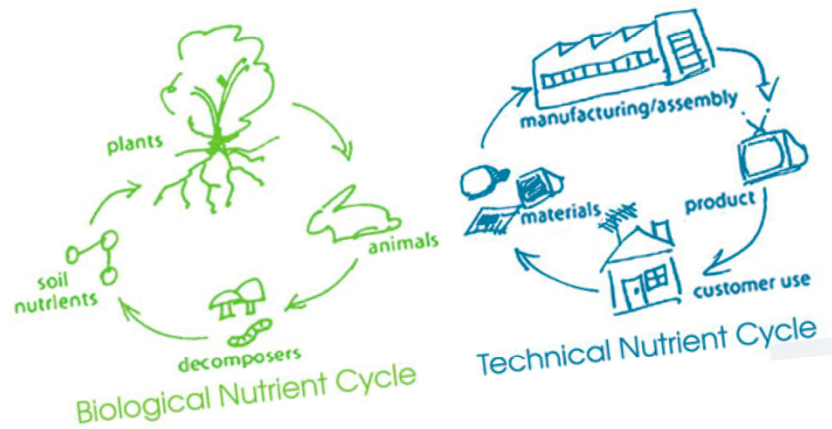 plants
animals
soil
nutrients
decomposers
Biological Nutrient Cycle
manufacturing/assembly
product
materials
customer use
Technical Nutrient Cycle